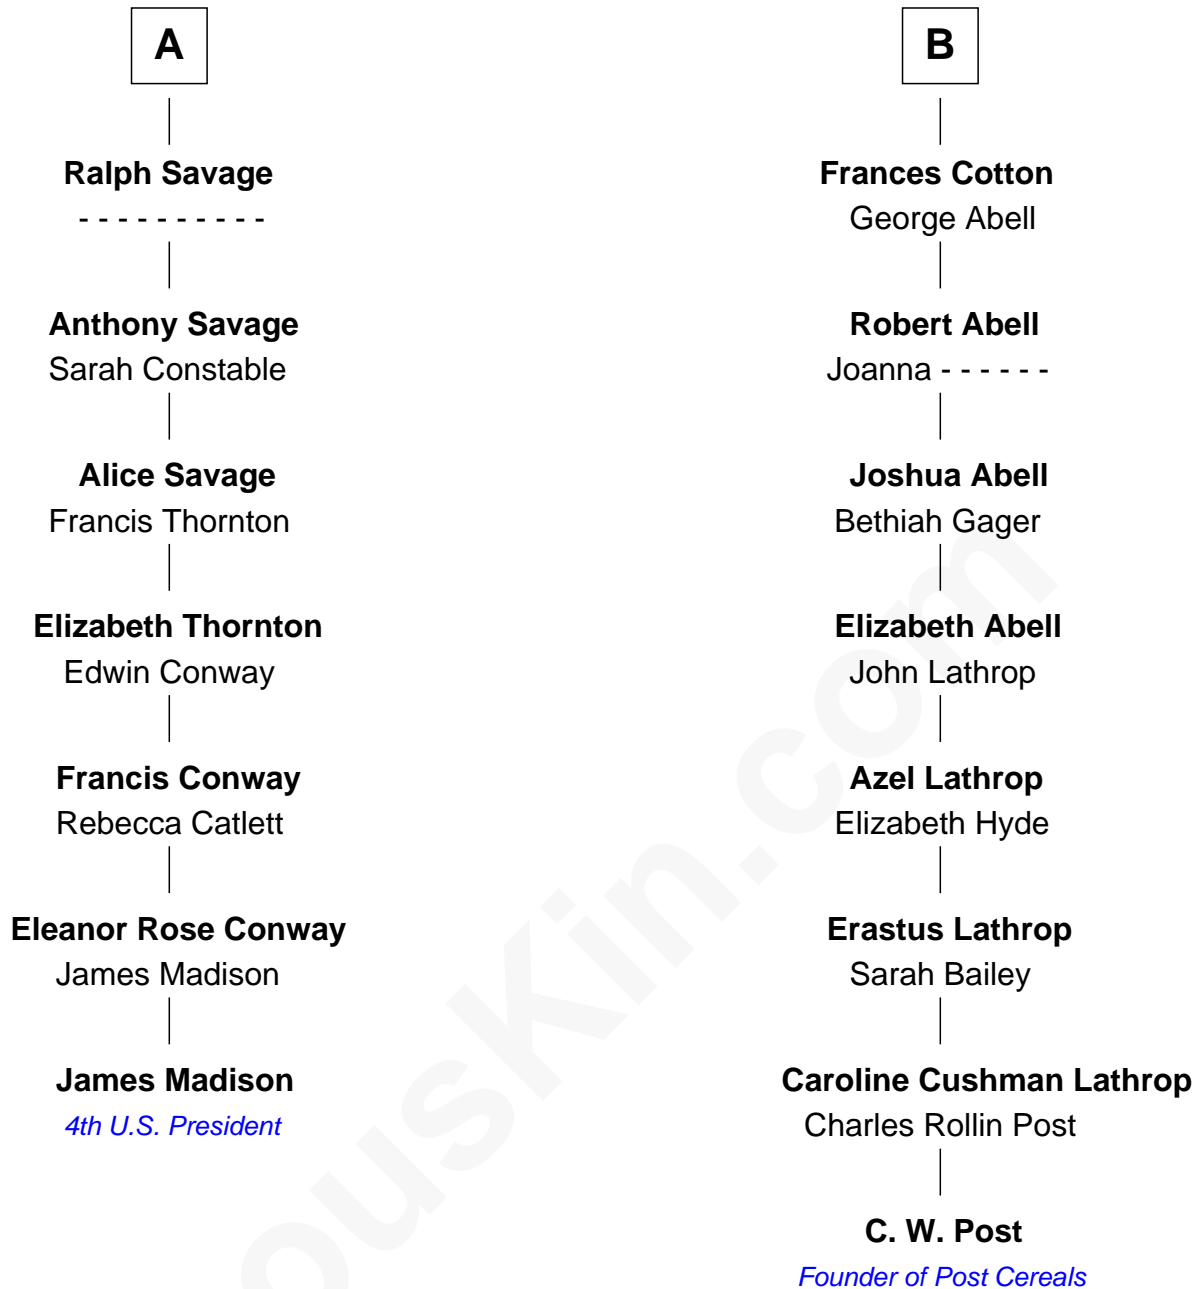 A
Ralph Savage
- - - - - - - - - -
Anthony Savage
Sarah Constable
Alice Savage
Francis Thornton
Elizabeth Thornton
Edwin Conway
Francis Conway
Rebecca Catlett
Eleanor Rose Conway
James Madison
James Madison
4th U.S. President
B
Frances Cotton
George Abell
Robert Abell
Joanna - - - - - -
Joshua Abell
Bethiah Gager
Elizabeth Abell
John Lathrop
Azel Lathrop
Elizabeth Hyde
Erastus Lathrop
Sarah Bailey
Caroline Cushman Lathrop
Charles Rollin Post
C. W. Post
Founder of Post Cereals
ousKin.com